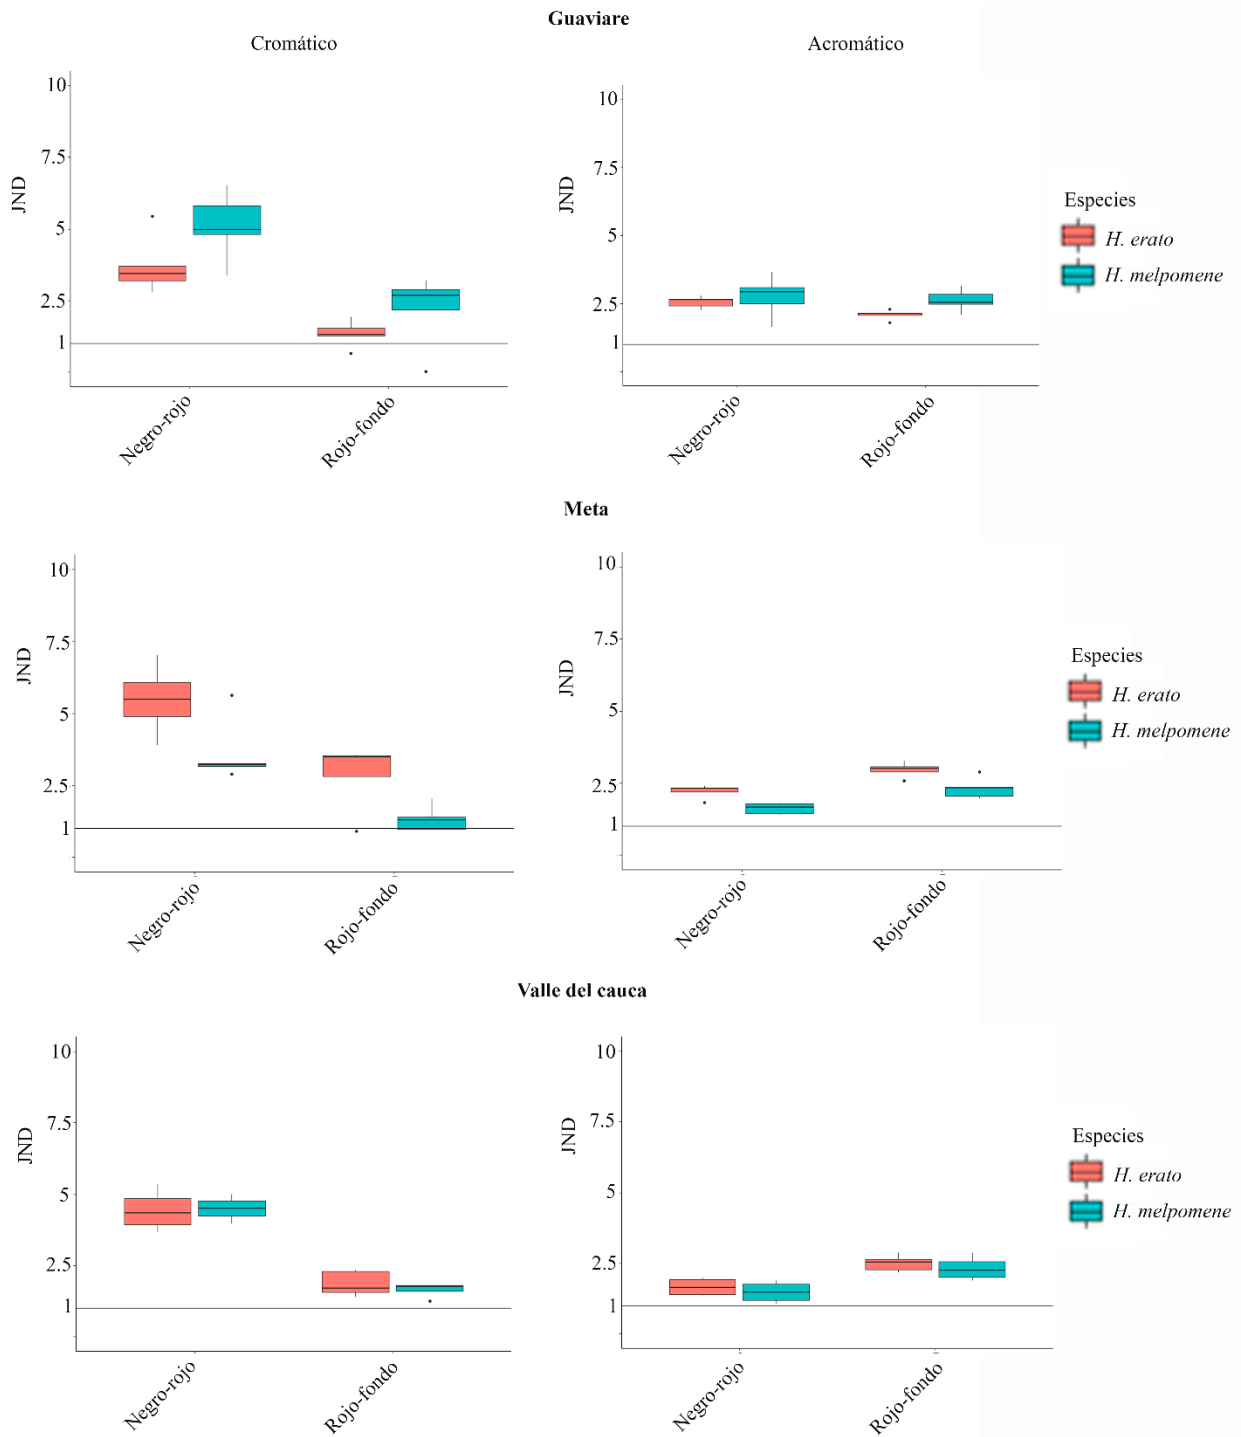 Guaviare
Cromático
Acromático
10
7.5
5
2.5
1
JND
Negro-rojo
Rojo-fondo
10
7.5
5
2.5
1
JND
Negro-rojo
Rojo-fondo
Especies
H. erato
H. melpomene
Meta
10
7.5
5
2.5
1
JND
Negro-rojo
Rojo-fondo
10
7.5
5
2.5
1
JND
Negro-rojo
Rojo-fondo
Especies
H. erato
H. melpomene
Valle del cauca
10
7.5
5
2.5
1
JND
Negro-rojo
Rojo-fondo
10
7.5
5
2.5
1
JND
Negro-rojo
Rojo-fondo
Especies
H. erato
H. melpomene